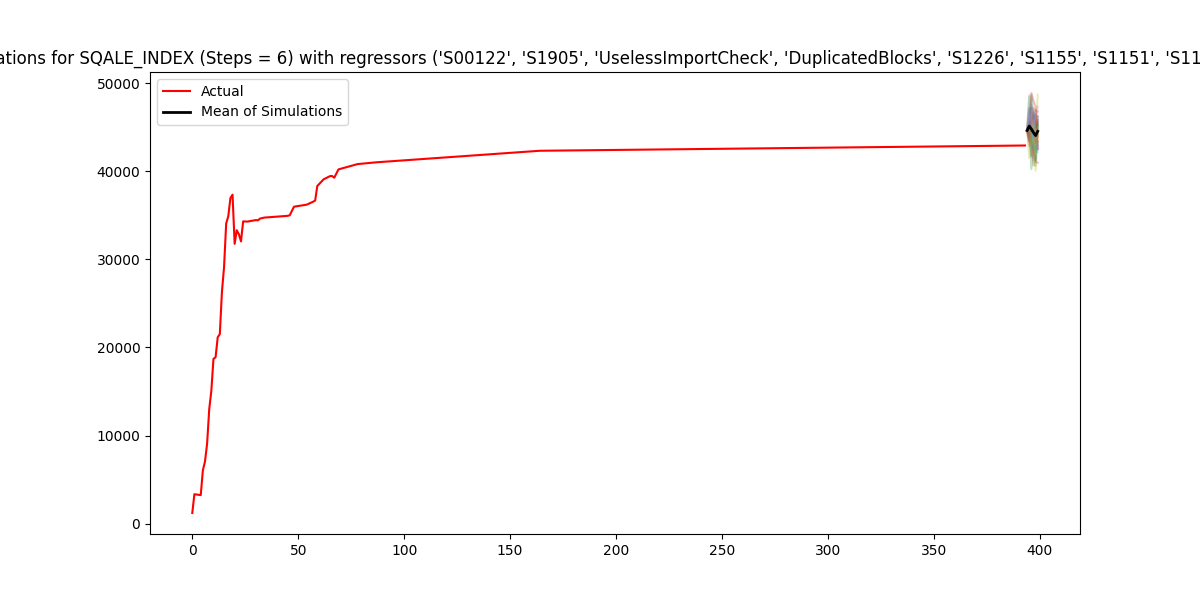 ations for SQALE_INDEX (Steps = 6) with regressors ('S00122', 'S1905', 'UselessImportCheck', 'DuplicatedBlocks', 'S1226', 'S1155', 'S1151', 'S11
Actual
Mean of Simulations
50000
40000
30000
20000
10000
0
0 50 100 150 200 250 300 350 400